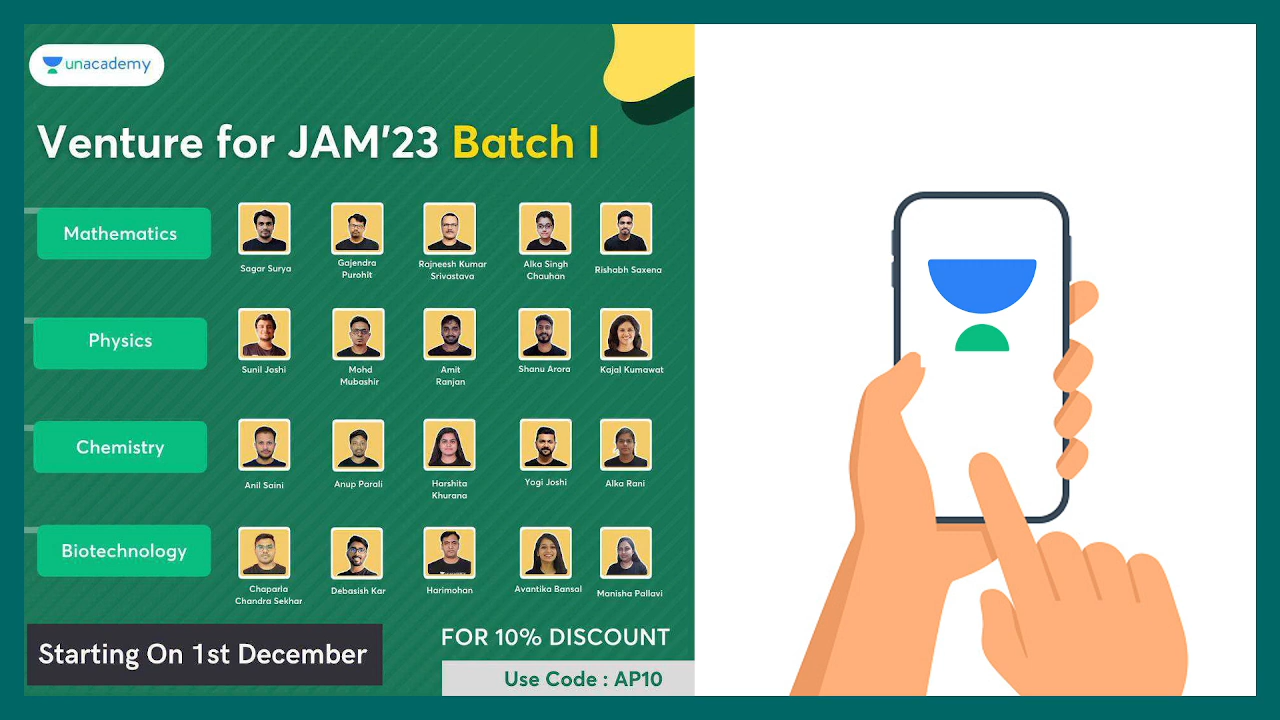 unacademy
Venture for JAM'23 Batch I
Mathematics
Sagar Surya
Gajendra
Purohit
Rajneesh Kumar
Srivastava
Alka Singh
Chauhan
Rishabh Saxena
Physics
Sunil Joshi
Mohd
Mubashir
Amit
Ranjan
Shanu Arora
Kajal Kumawat
Chemistry
Anil Saini
Anup Parali
Harshita
Khurana
Yogi Joshi
Alka Rani
Biotechnology
Chaparla
Chandra Sekhar
Debasish Kar
Harimohan
Avantika Bansal
Manisha Pallavi
Starting On 1st December
FOR 10% DISCOUNT
Use Code : AP10